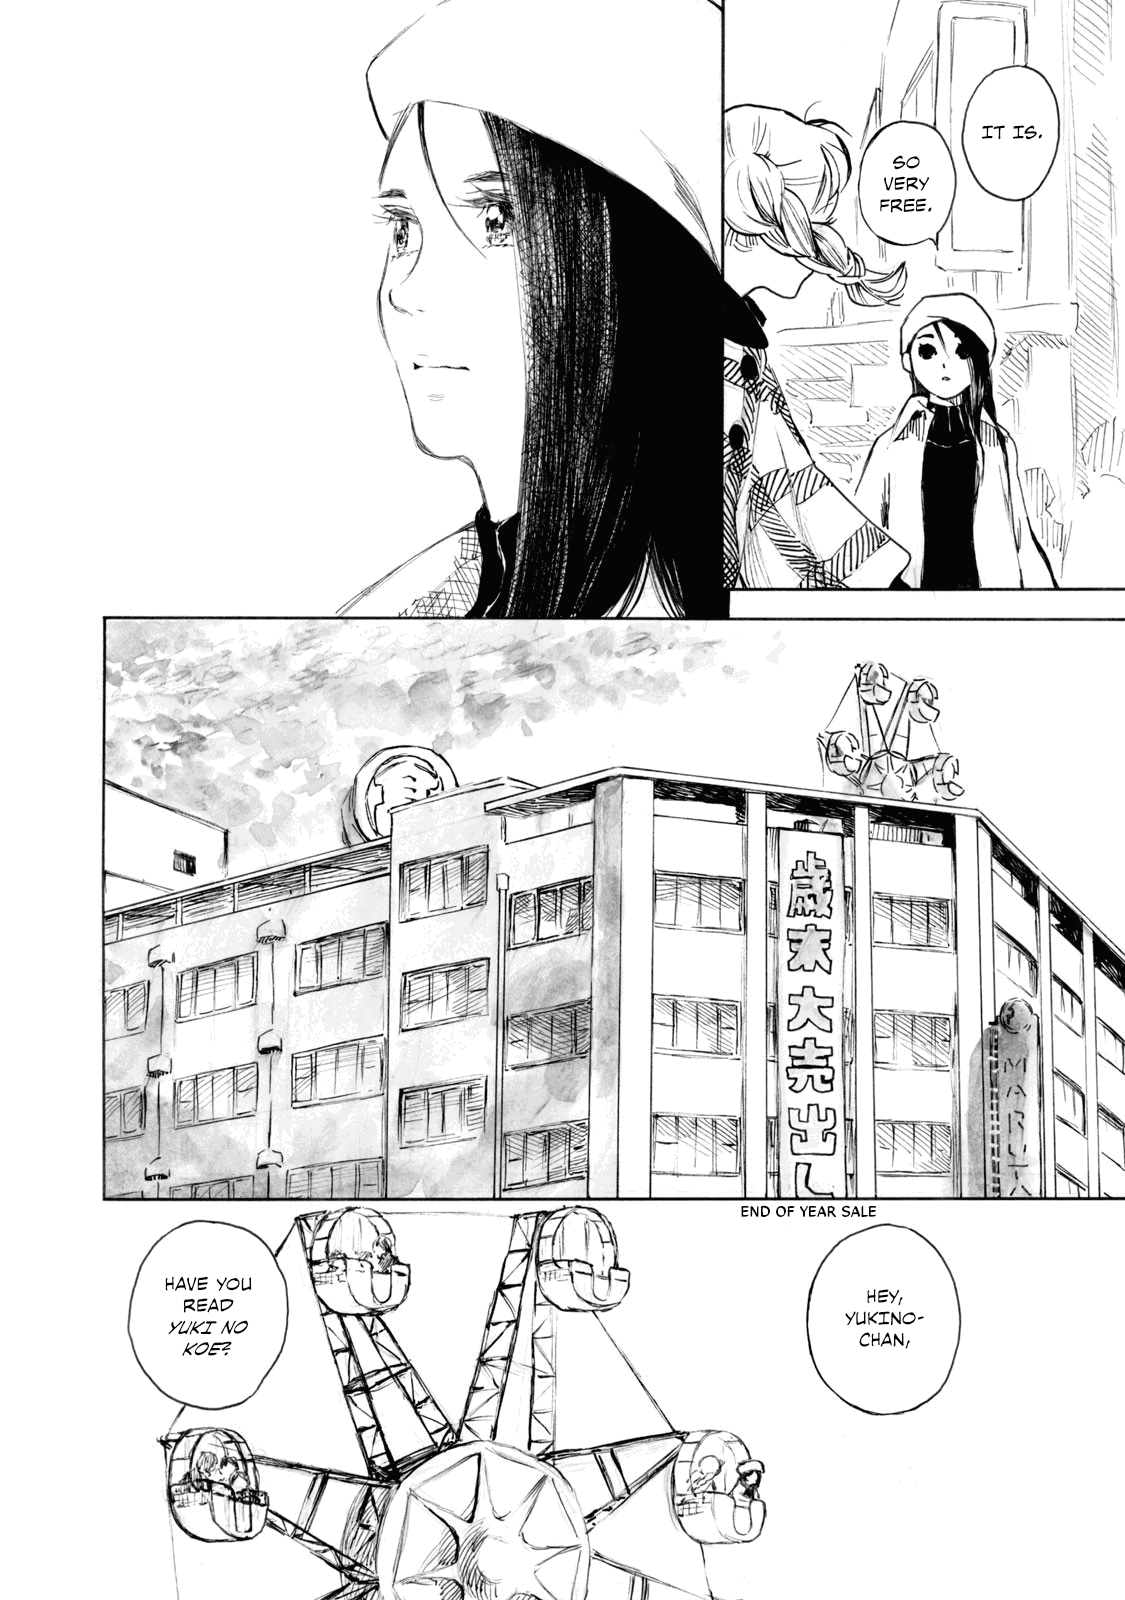 IT IS.
SO
VERY
FREE.
歳末大売出し
MARUTA
END OF YEAR SALE
HEY,
YUKINO-
CHAN,
HAVE YOU
READ
YUKI NO
KOE?